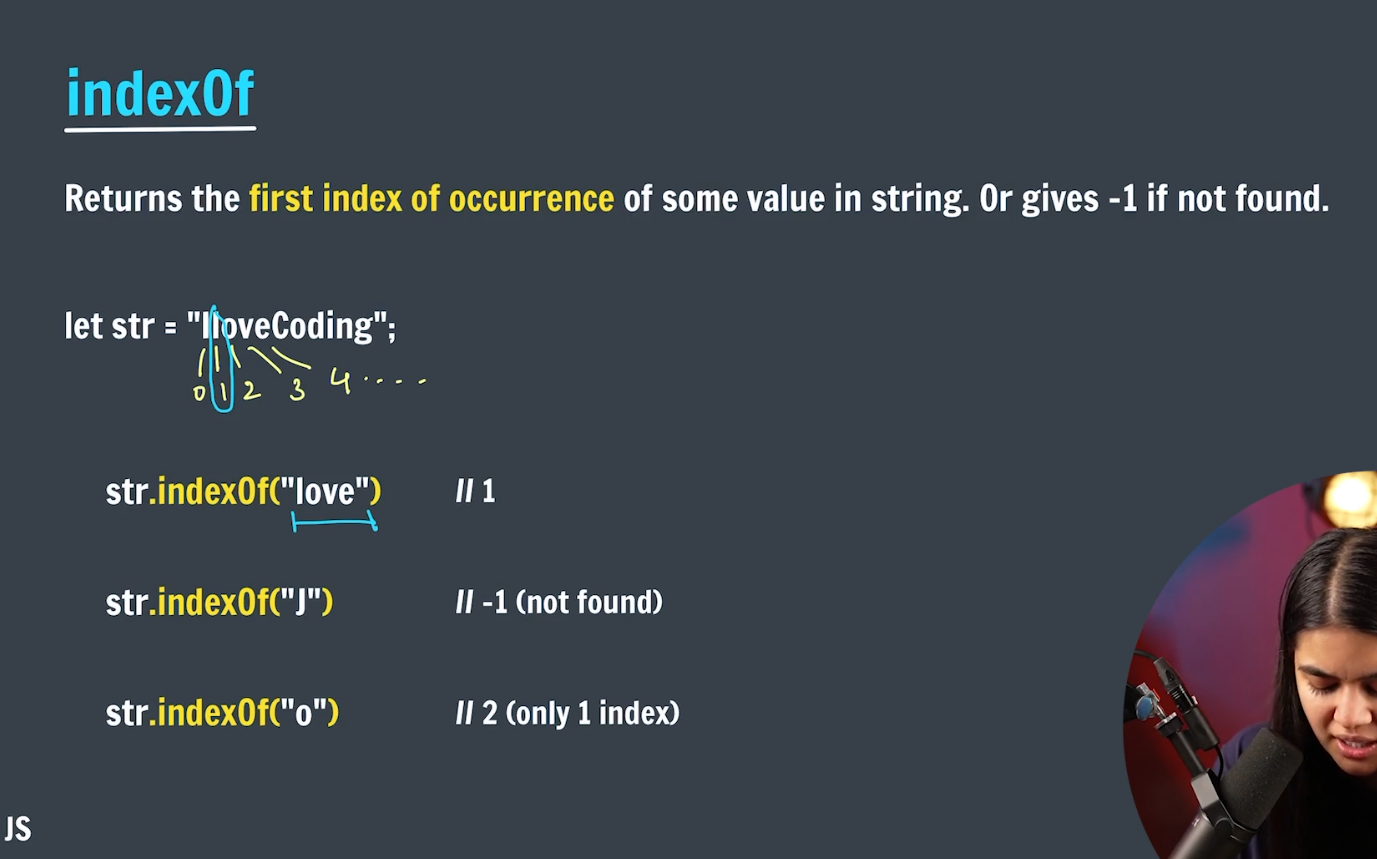 indexOf
Returns the first index of occurrence of some value in string. Or gives -1 if not found.
let str = "IloveCoding";
0 1 2 3 4 ....
str.indexOf("love") // 1
str.indexOf("J") // -1 (not found)
str.indexOf("o") // 2 (only 1 index)
JS